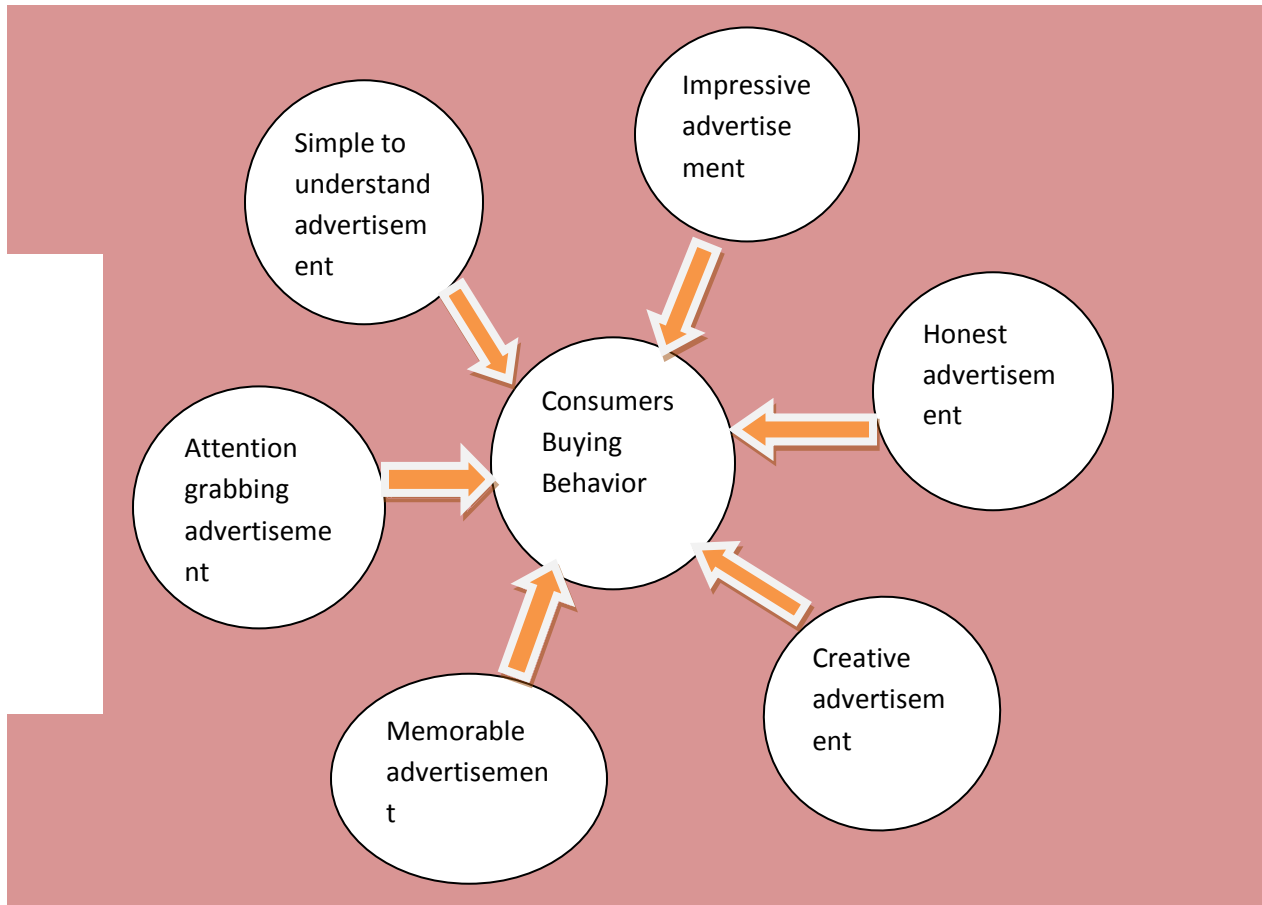 Impressive
advertise
ment
Simple to
understand
advertisem
ent
Honest
advertisem
ent
Consumers
Buying
Behavior
Attention
grabbing
advertiseme
nt
Creative
advertisem
ent
Memorable
advertisemen
t